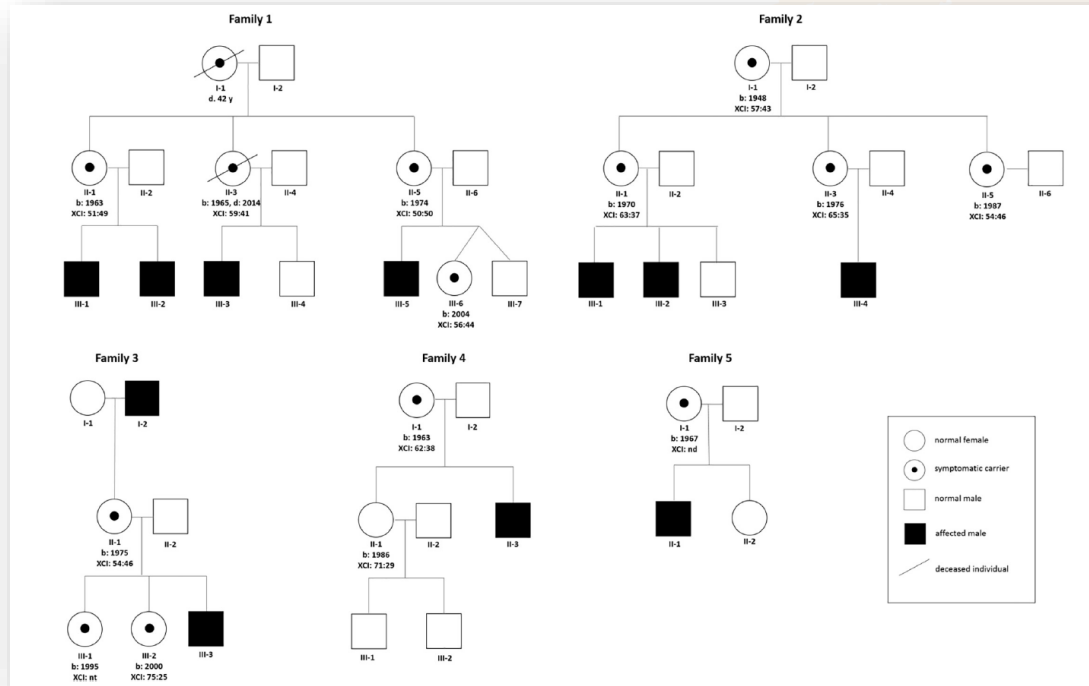 Family 1
I-1
d. 42 y
I-2
II-1
b: 1963
XCI: 51:49
II-2
II-3
b: 1965, d: 2014
XCI: 59:41
II-4
II-5
b: 1974
XCI: 50:50
II-6
III-1
III-2
III-3
III-4
III-5
III-6
b: 2004
XCI: 56:44
III-7
Family 2
I-1
b: 1948
XCI: 57:43
I-2
II-1
b: 1970
XCI: 63:37
II-2
II-3
b: 1976
XCI: 65:35
II-4
II-5
b: 1987
XCI: 54:46
II-6
III-1
III-2
III-3
III-4
Family 3
I-1
I-2
II-1
b: 1975
XCI: 54:46
II-2
III-1
b: 1995
XCI: nt
III-2
b: 2000
XCI: 75:25
III-3
Family 4
I-1
b: 1963
XCI: 62:38
I-2
II-1
b: 1986
XCI: 71:29
II-2
II-3
III-1
III-2
Family 5
I-1
b: 1967
XCI: nd
I-2
II-1
II-2
normal female
symptomatic carrier
normal male
affected male
deceased individual